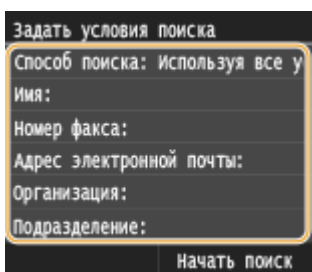 Задать условия поиска
Способ поиска: Используя все у
Имя:
Номер факса:
Адрес электронной почты:
Организация:
Подразделение:
Начать поиск